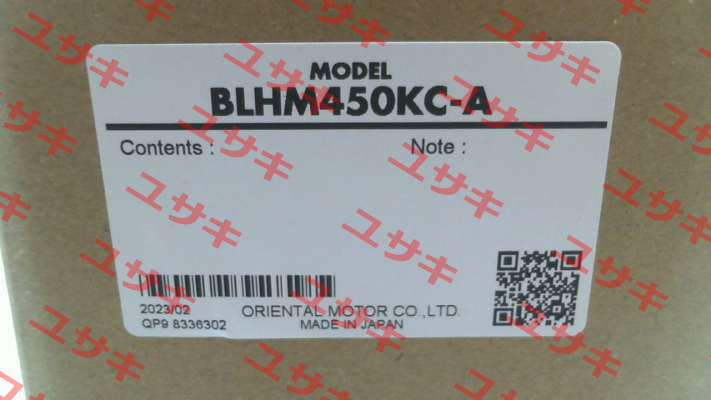 MODEL
BLHM450KC-A
Contents :
Note :
2023/02
QP9 8336302
ORIENTAL MOTOR CO.,LTD.
MADE IN JAPAN
ユサキ